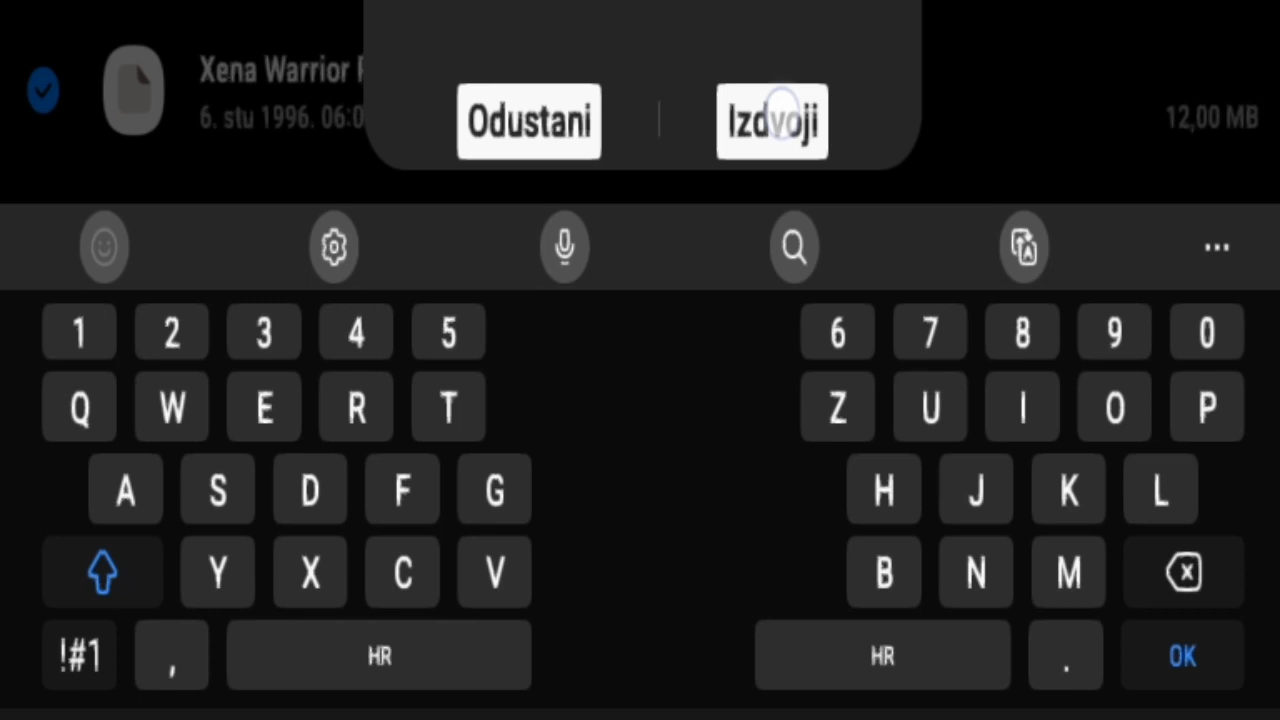 Xena Warrior
6. stu 1996. 06:0
12,00 MB
Odustani
Izdvoji
1 2 3 4 5 6 7 8 9 0
Q W E R T Z U I O P
A S D F G H J K L
Y X C V B N M
!#1 , HR HR . OK